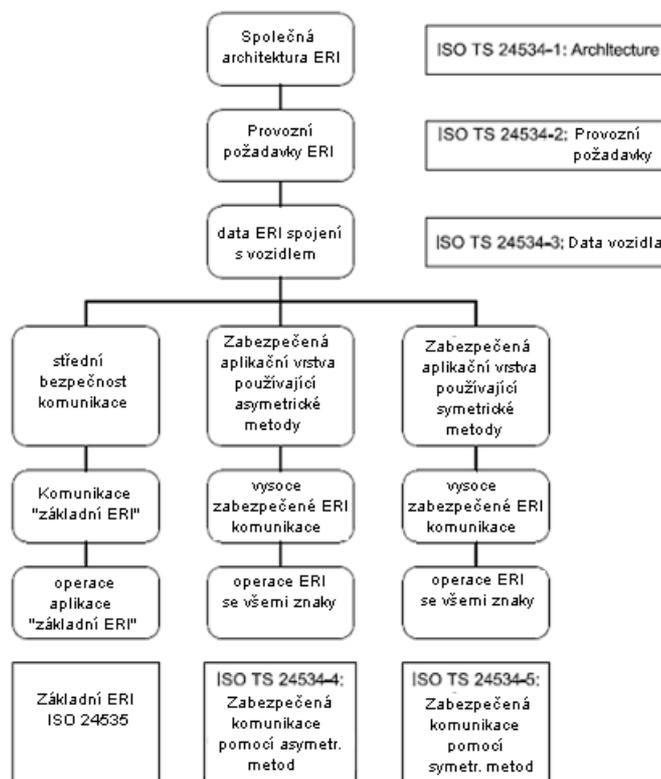 Společná
architektura ERI
ISO TS 24534-1: Architecture
Provozní
požadavky ERI
ISO TS 24534-2: Provozní
požadavky
data ERI spojení
s vozidlem
ISO TS 24534-3: Data vozidla
střední
bezpečnost
komunikace
Zabezpečená
aplikační vrstva
používající
asymetrické
metody
Zabezpečená
aplikační vrstva
používající
symetrické
metody
Komunikace
"základní ERI"
vysoce
zabezpečené ERI
komunikace
vysoce
zabezpečené ERI
komunikace
operace
aplikace
"základní ERI"
operace ERI
se všemi znaky
operace ERI
se všemi znaky
Základní ERI
ISO 24535
ISO TS 24534-4:
Zabezpečená
komunikace
pomocí asymetr.
metod
ISO TS 24534-5:
Zabezpečená
komunikace
pomocí
symetr. metod